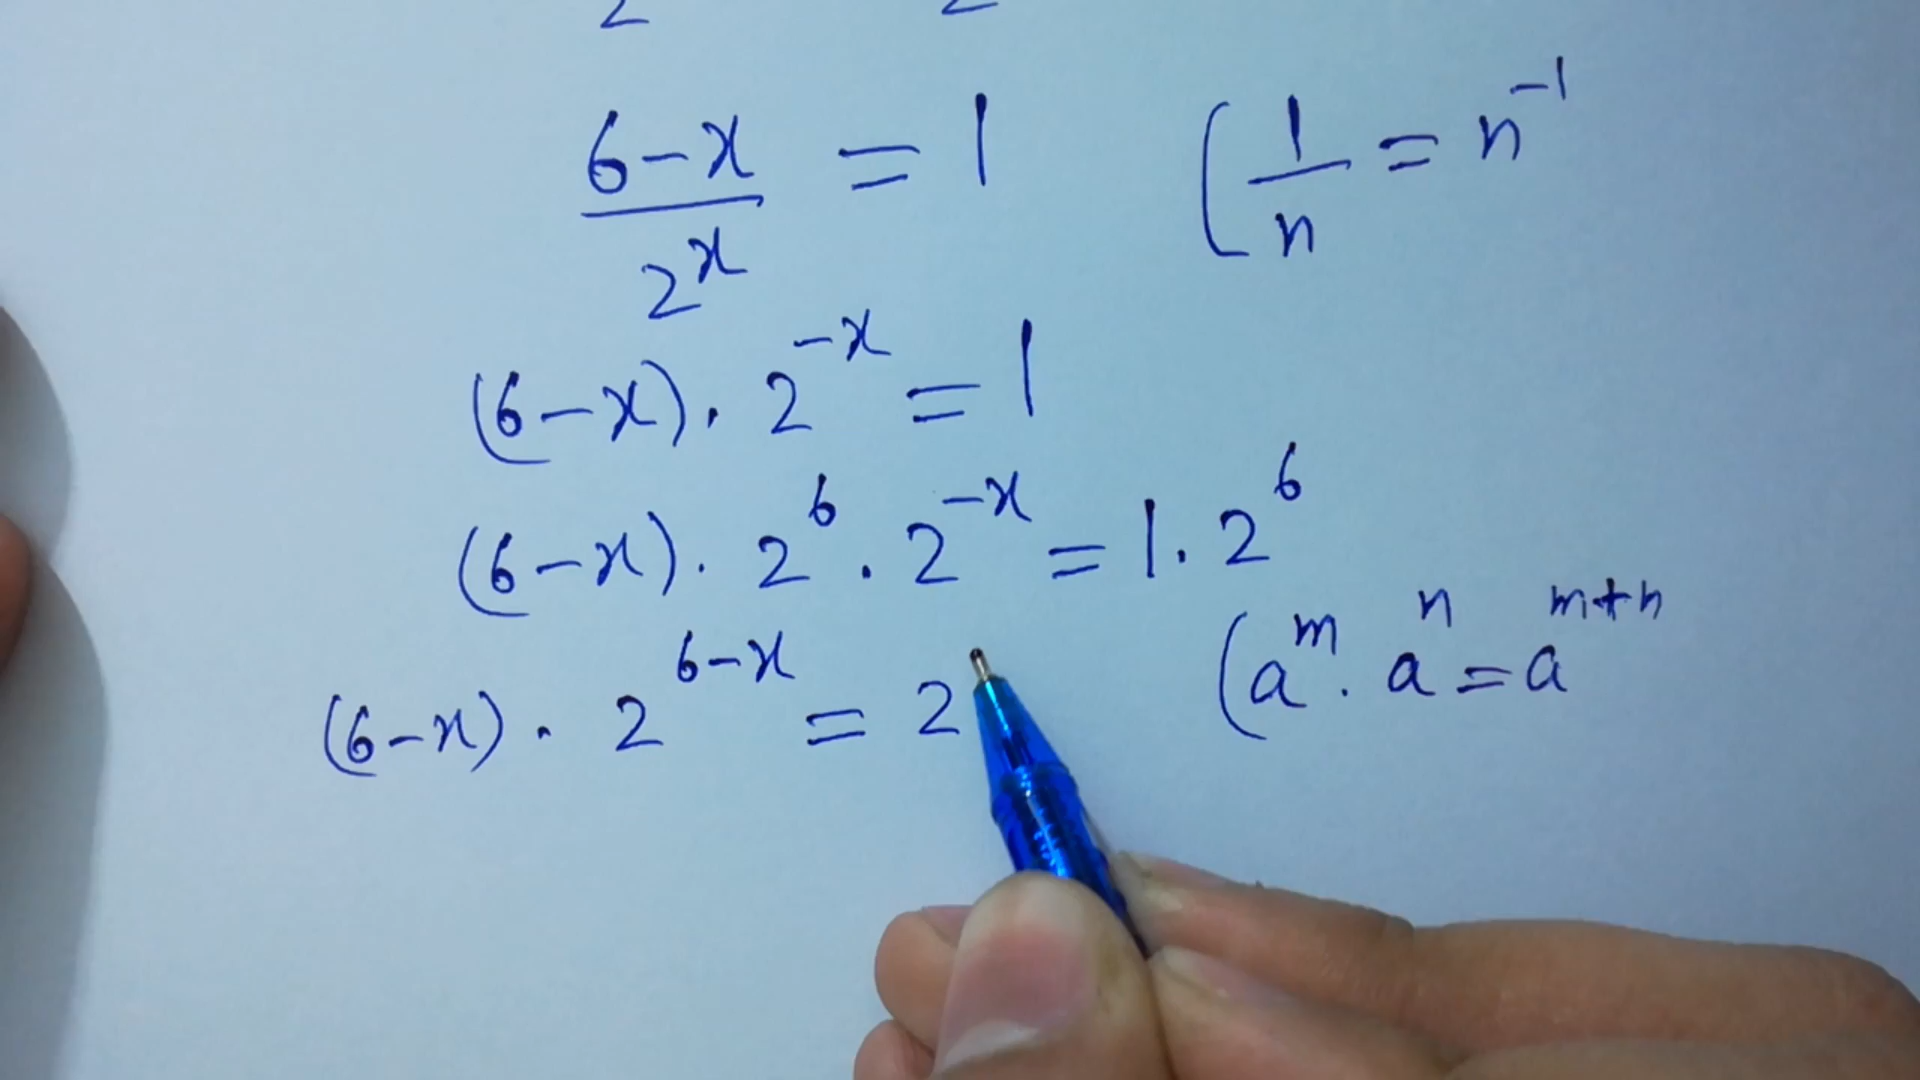 6-x / 2^x = 1 ( 1/n = n^-1
(6-x) . 2^-x = 1
(6-x) . 2^6 . 2^-x = 1 . 2^6
(6-x) . 2^6-x = 2 ( a^m . a^n = a^m+n